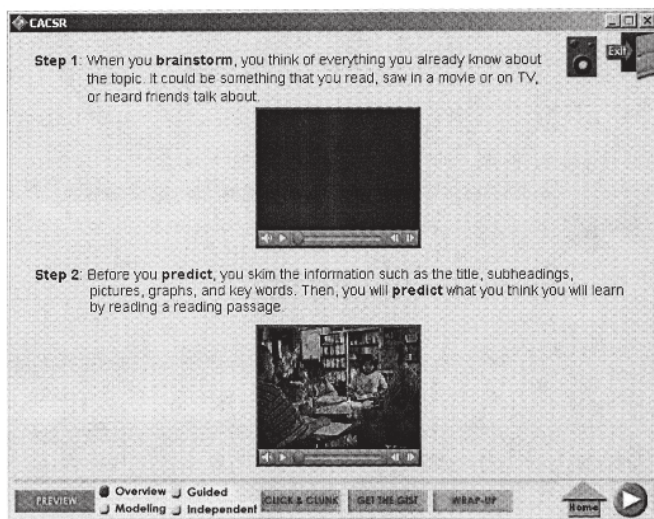 CACSR
Exit
Step 1: When you brainstorm, you think of everything you already know about
the topic. It could be something that you read, saw in a movie or on TV,
or heard friends talk about.
Step 2: Before you predict, you skim the information such as the title, subheadings,
pictures, graphs, and key words. Then, you will predict what you think you will learn
by reading a reading passage.
PREVIEW
Overview Guided
Modeling Independent
CLICK & CLUNK GET THE GIST WRAP-UP
Home